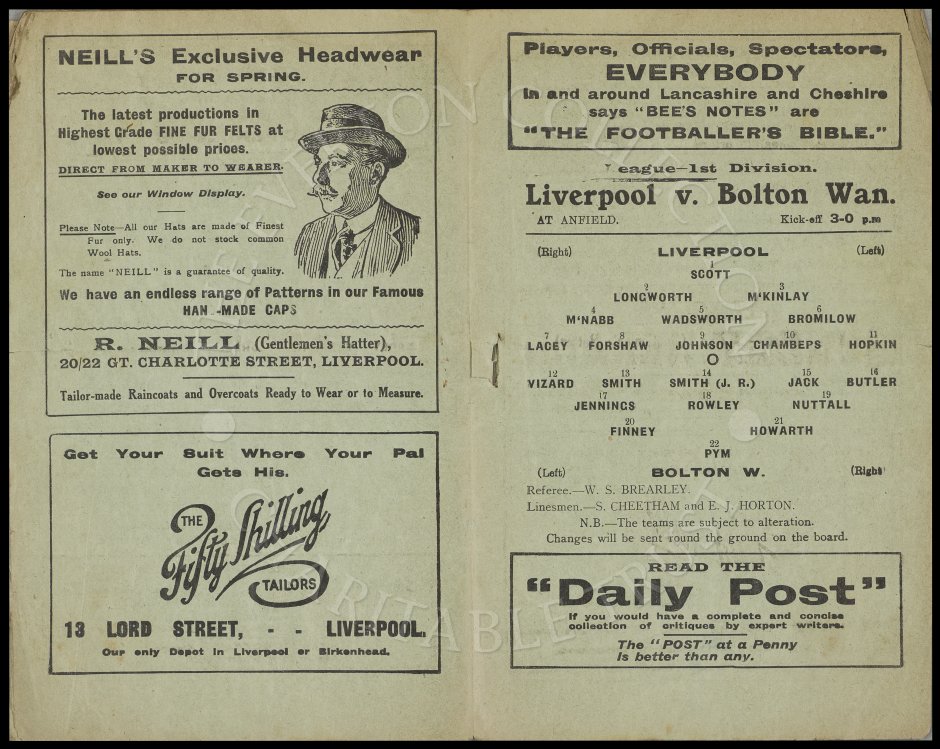 NEILL'S Exclusive Headwear
FOR SPRING.
The latest productions in
Highest Grade FINE FUR FELTS at
lowest possible prices.
DIRECT FROM MAKER TO WEARER.
See our Window Display.
Please Note—All our Hats are made of Finest
Fur only. We do not stock common
Wool Hats.
The name "NEILL" is a guarantee of quality.
We have an endless range of Patterns in our Famous
HAN -MADE CAPS
R. NEILL (Gentlemen's Hatter),
20/22 GT. CHARLOTTE STREET, LIVERPOOL.
Tailor-made Raincoats and Overcoats Ready to Wear or to Measure.
Get Your Suit Where Your Pal
Gets His.
THE
Fifty Shilling
TAILORS
13 LORD STREET, - - LIVERPOOL.
Our only Depot in Liverpool or Birkenhead.
Players, Officials, Spectators,
EVERYBODY
in and around Lancashire and Cheshire
says "BEE'S NOTES" are
"THE FOOTBALLER'S BIBLE."
League—1st Division.
Liverpool v. Bolton Wan.
AT ANFIELD. Kick-off 3-0 p.m
(Right) LIVERPOOL (Left)
1
SCOTT
2 3
LONGWORTH M'KINLAY
4 5 6
M'NABB WADSWORTH BROMILOW
7 8 9 10 11
LACEY FORSHAW JOHNSON CHAMBEPS HOPKIN
O
12 13 14 15 16
VIZARD SMITH SMITH (J. R.) JACK BUTLER
17 18 19
JENNINGS ROWLEY NUTTALL
20 21
FINNEY HOWARTH
22
PYM
(Left) BOLTON W. (Right)
Referee.—W. S. BREARLEY.
Linesmen.—S. CHEETHAM and E. J. HORTON.
N.B.—The teams are subject to alteration.
Changes will be sent round the ground on the board.
READ THE
"Daily Post"
If you would have a complete and concise
collection of critiques by expert writers.
The "POST" at a Penny
is better than any.